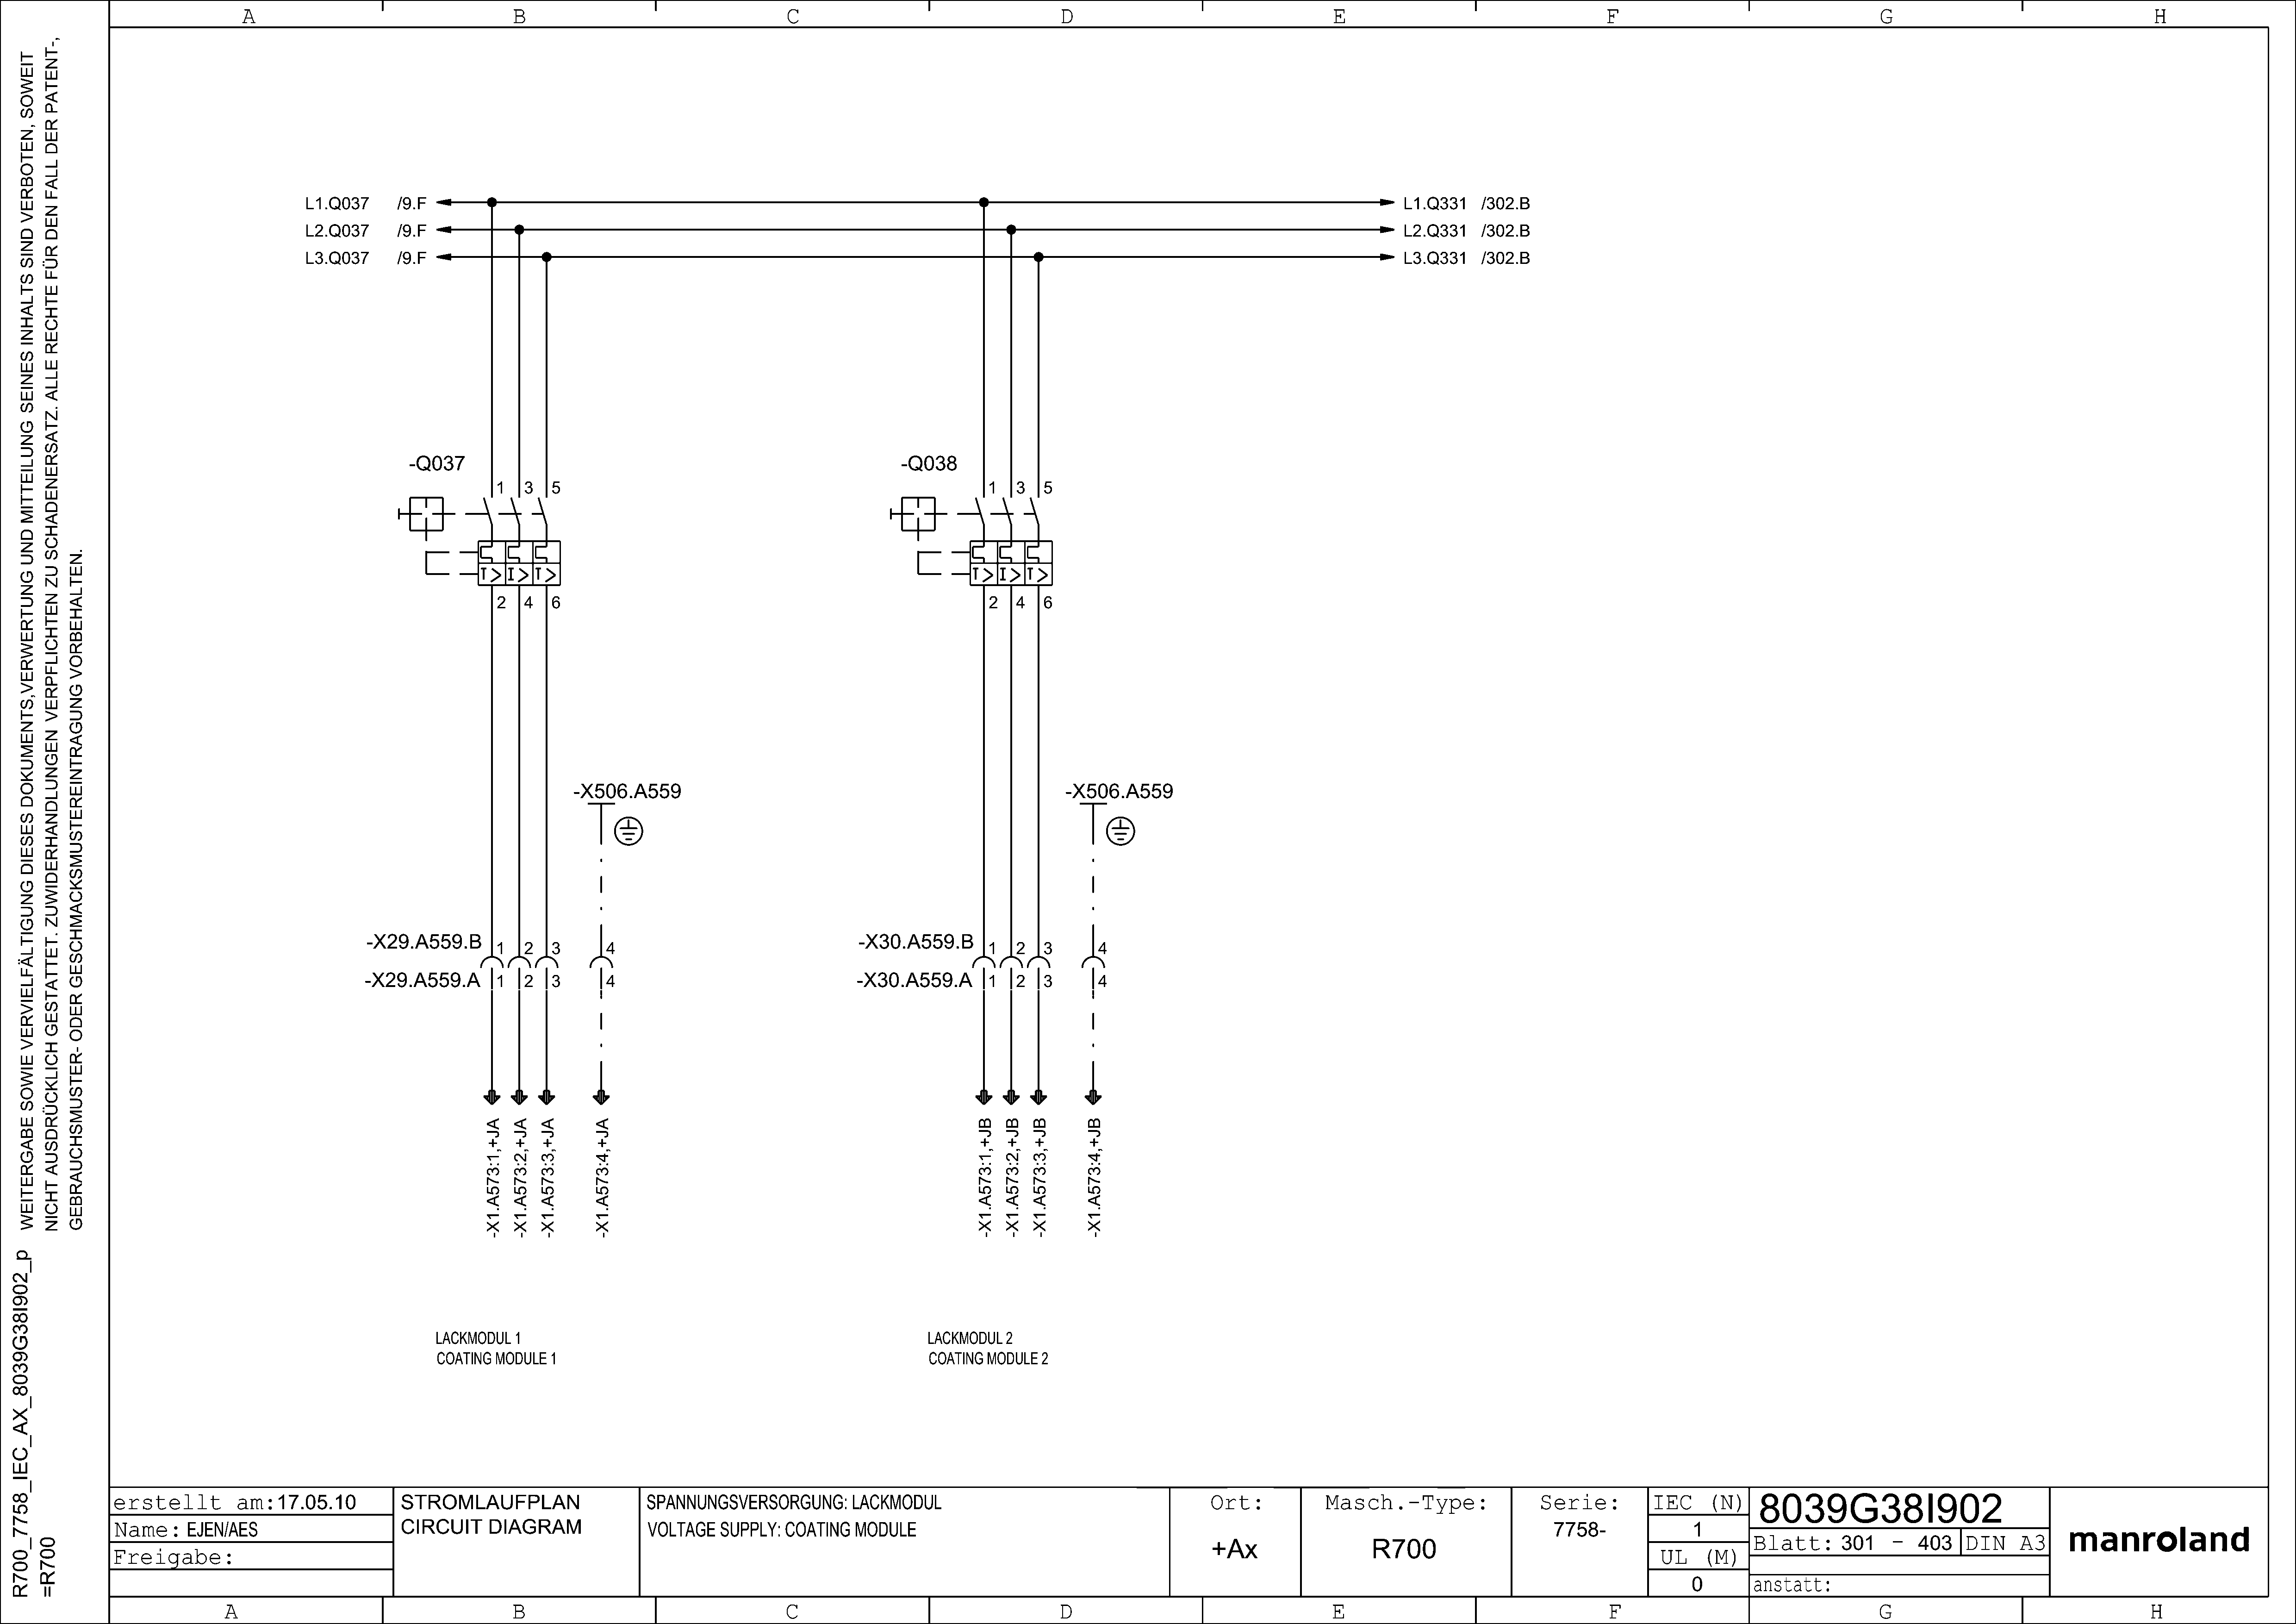 A B C D E F G H
WEITERGABE SOWIE VERVIELFÄLTIGUNG DIESES DOKUMENTS,VERWERTUNG UND MITTEILUNG SEINES INHALTS SIND VERBOTEN, SOWEIT
NICHT AUSDRÜCKLICH GESTATTET. ZUWIDERHANDLUNGEN VERPFLICHTEN ZU SCHADENERSATZ. ALLE RECHTE FÜR DEN FALL DER PATENT-,
GEBRAUCHSMUSTER- ODER GESCHMACKSMUSTEREINTRAGUNG VORBEHALTEN.
R700_7758_IEC_AX_8039G38I902_p
=R700
L1.Q037 /9.F L1.Q331 /302.B
L2.Q037 /9.F L2.Q331 /302.B
L3.Q037 /9.F L3.Q331 /302.B
-Q037 -Q038
1 3 5 1 3 5
I> I> I> I> I> I>
2 4 6 2 4 6
-X506.A559 -X506.A559
-X29.A559.B 1 2 3 4 -X30.A559.B 1 2 3 4
-X29.A559.A 1 2 3 4 -X30.A559.A 1 2 3 4
-X1.A573:1,+JA
-X1.A573:2,+JA
-X1.A573:3,+JA
-X1.A573:4,+JA
-X1.A573:1,+JB
-X1.A573:2,+JB
-X1.A573:3,+JB
-X1.A573:4,+JB
LACKMODUL 1
COATING MODULE 1
LACKMODUL 2
COATING MODULE 2
erstellt am:17.05.10
Name: EJEN/AES
Freigabe:
STROMLAUFPLAN
CIRCUIT DIAGRAM
SPANNUNGSVERSORGUNG: LACKMODUL
VOLTAGE SUPPLY: COATING MODULE
Ort:
+Ax
Masch.-Type:
R700
Serie:
7758-
IEC (N)
1
UL (M)
0
8039G38I902
Blatt: 301 - 403 DIN A3
anstatt:
manroland
A B C D E F G H